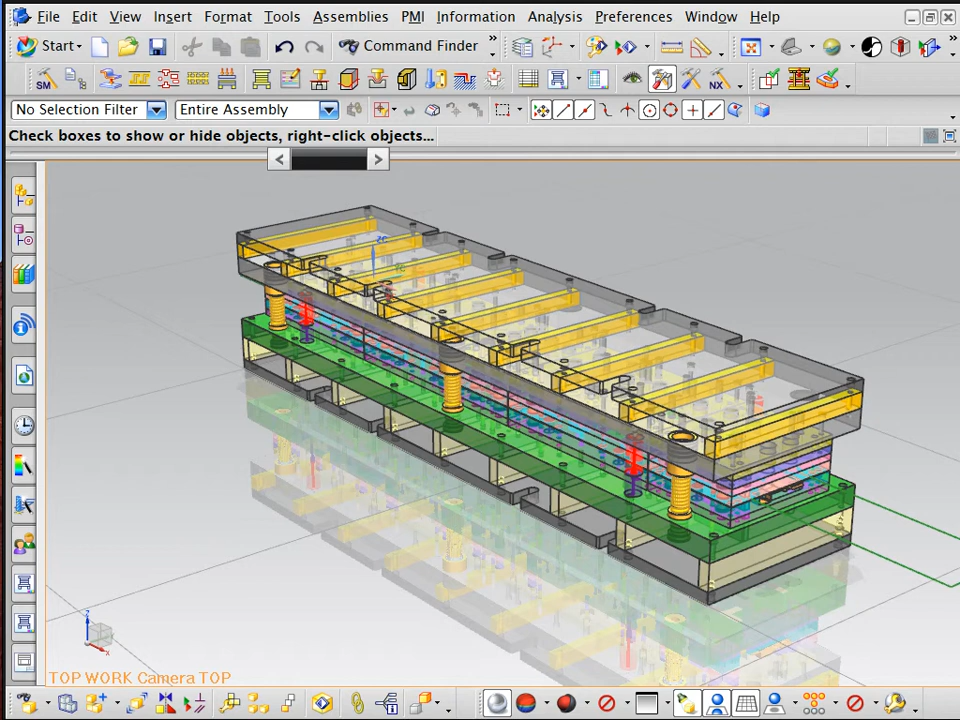 File Edit View Insert Format Tools Assemblies PMI Information Analysis Preferences Window Help
Start Command Finder
SM NX
No Selection Filter Entire Assembly
Check boxes to show or hide objects, right-click objects...
TOP WORK Camera TOP